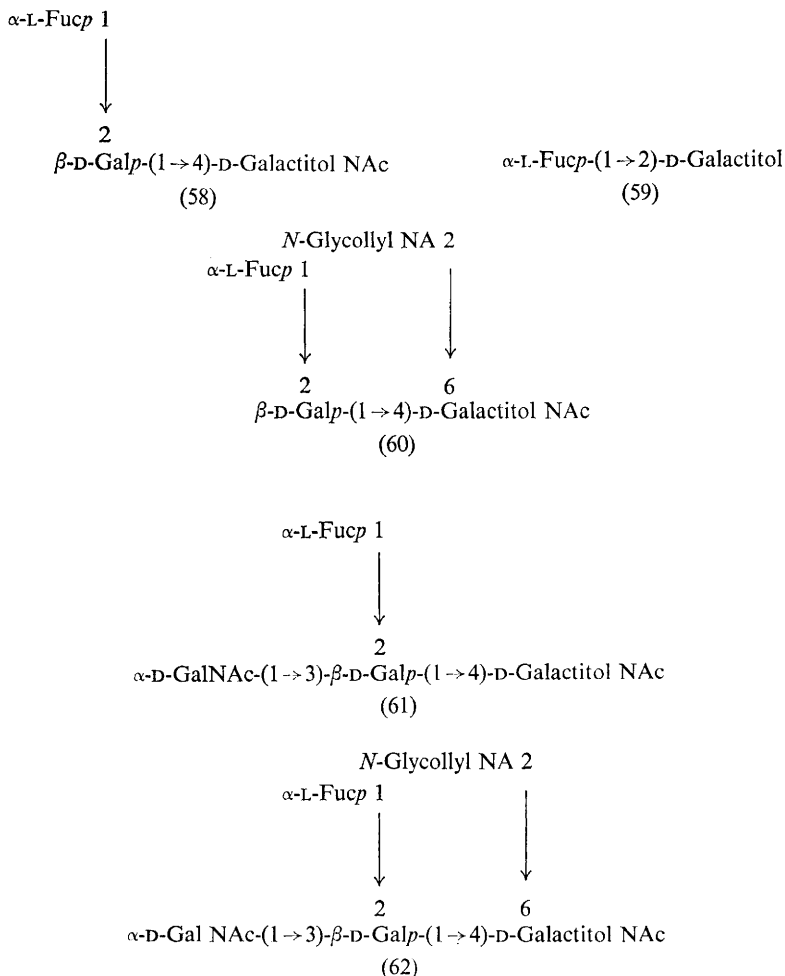 α-L-Fucp 1
2
β-D-Galp-(1→4)-D-Galactitol NAc
(58)
α-L-Fucp-(1→2)-D-Galactitol
(59)
N-Glycollyl NA 2
α-L-Fucp 1
2 6
β-D-Galp-(1→4)-D-Galactitol NAc
(60)
α-L-Fucp 1
2
α-D-GalNAc-(1→3)-β-D-Galp-(1→4)-D-Galactitol NAc
(61)
N-Glycollyl NA 2
α-L-Fucp 1
2 6
α-D-Gal NAc-(1→3)-β-D-Galp-(1→4)-D-Galactitol NAc
(62)